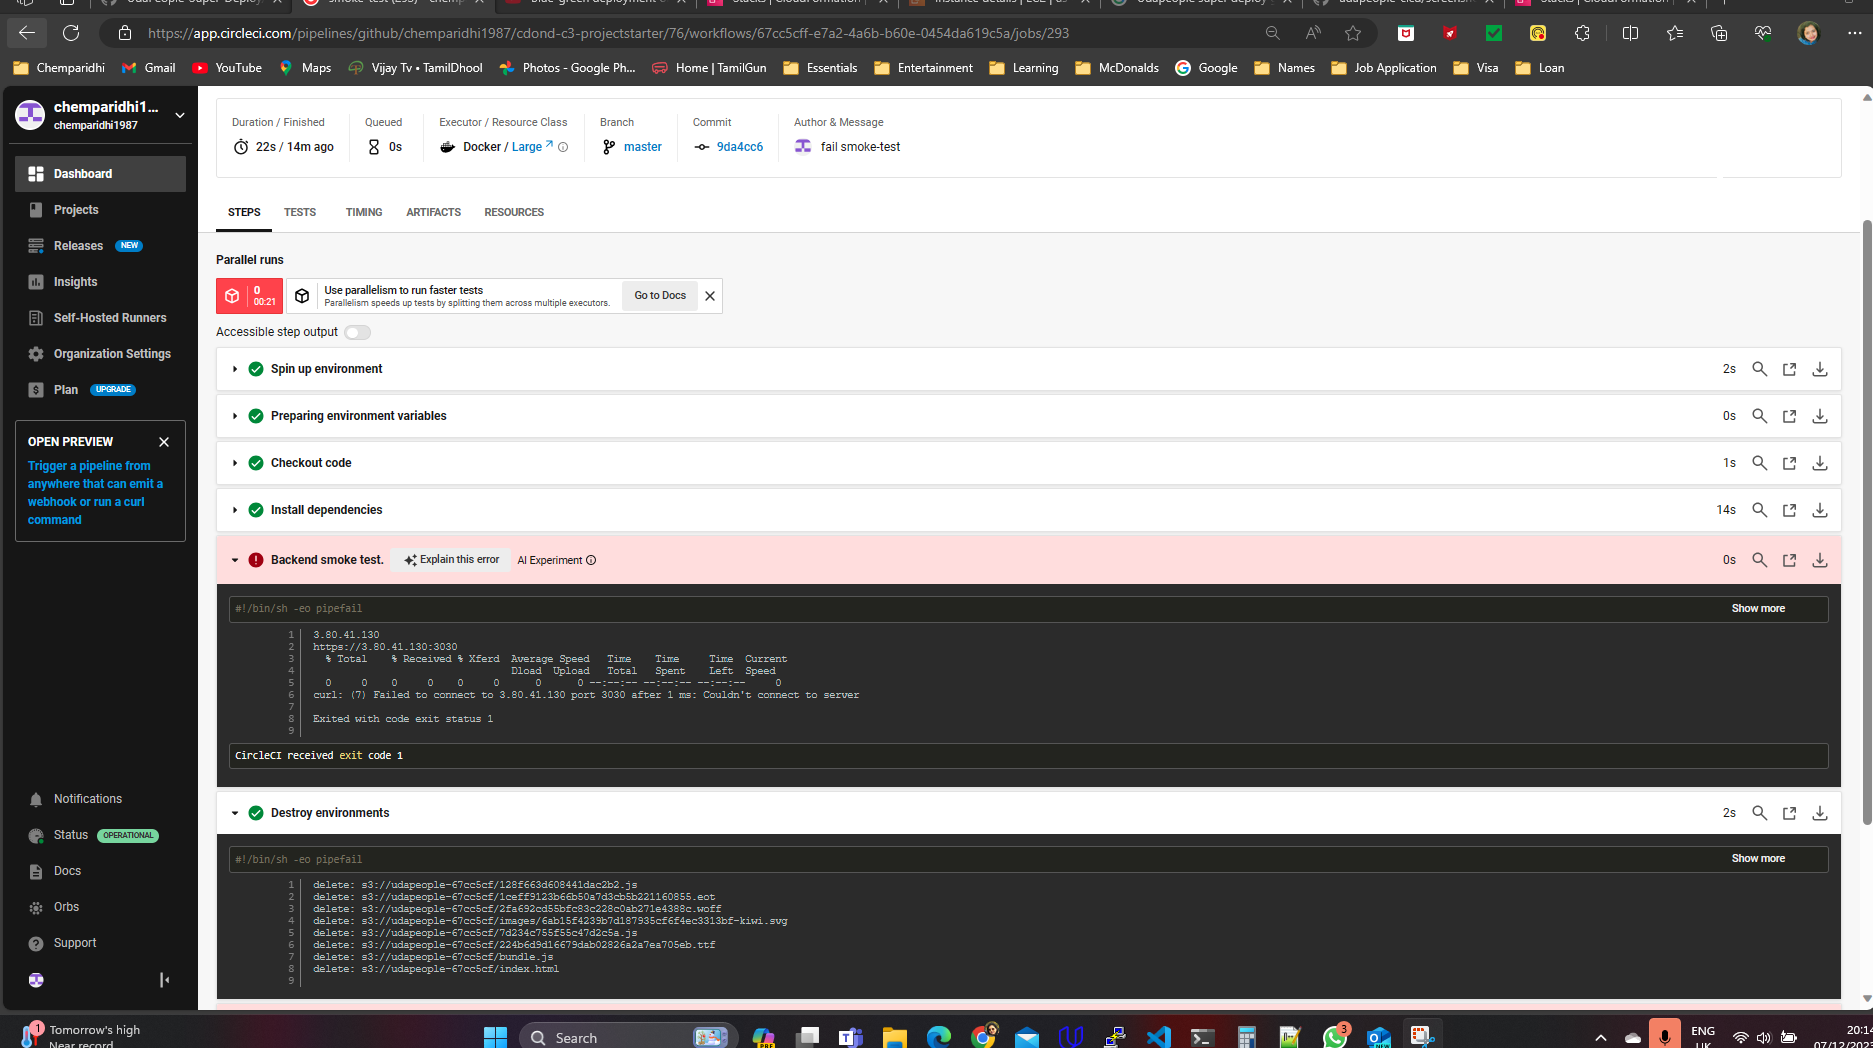 https://app.circleci.com/pipelines/github/chemparidhi1987/cdond-c3-projectstarter/76/workflows/67cc5cff-e7a2-4a6b-b60e-0454da619c5a/jobs/293
Chemparidhi
Gmail
YouTube
Maps
Vijay Tv • TamilDhool
Photos - Google Ph...
Home | TamilGun
Essentials
Entertainment
Learning
McDonalds
Google
Names
Job Application
Visa
Loan
chemparidhi1...
chemparidhi1987
Dashboard
Projects
Releases NEW
Insights
Self-Hosted Runners
Organization Settings
Plan UPGRADE
OPEN PREVIEW
Trigger a pipeline from
anywhere that can emit a
webhook or run a curl
command
Notifications
Status OPERATIONAL
Docs
Orbs
Support
Duration / Finished
22s / 14m ago
Queued
0s
Executor / Resource Class
Docker / Large
Branch
master
Commit
9da4cc6
Author & Message
fail smoke-test
STEPS TESTS TIMING ARTIFACTS RESOURCES
Parallel runs
0
00:21
Use parallelism to run faster tests
Parallelism speeds up tests by splitting them across multiple executors.
Go to Docs
Accessible step output
Spin up environment 2s
Preparing environment variables 0s
Checkout code 1s
Install dependencies 14s
Backend smoke test. Explain this error AI Experiment 0s
#!/bin/sh -eo pipefail Show more
1 3.80.41.130
2 https://3.80.41.130:3030
3 % Total % Received % Xferd Average Speed Time Time Time Current
4 Dload Upload Total Spent Left Speed
5 0 0 0 0 0 0 0 0 --:--:-- --:--:-- --:--:-- 0
6 curl: (7) Failed to connect to 3.80.41.130 port 3030 after 1 ms: Couldn't connect to server
7
8 Exited with code exit status 1
9
CircleCI received exit code 1
Destroy environments 2s
#!/bin/sh -eo pipefail Show more
1 delete: s3://udapeople-67cc5cf/128f663d608441dac2b2.js
2 delete: s3://udapeople-67cc5cf/1ceff9123b66b50a7d3cb5b221160855.eot
3 delete: s3://udapeople-67cc5cf/2fa692cd55bfc83c228c0ab271e4388c.woff
4 delete: s3://udapeople-67cc5cf/images/6ab15f4239b7d187935cf6f4ec3313bf-kiwi.svg
5 delete: s3://udapeople-67cc5cf/7d234c755f55c47d2c5a.js
6 delete: s3://udapeople-67cc5cf/224b6d9d16679dab02826a2a7ea705eb.ttf
7 delete: s3://udapeople-67cc5cf/bundle.js
8 delete: s3://udapeople-67cc5cf/index.html
9
1
Tomorrow's high
Near record
Search
PRE
3
ENG
UK
20:14